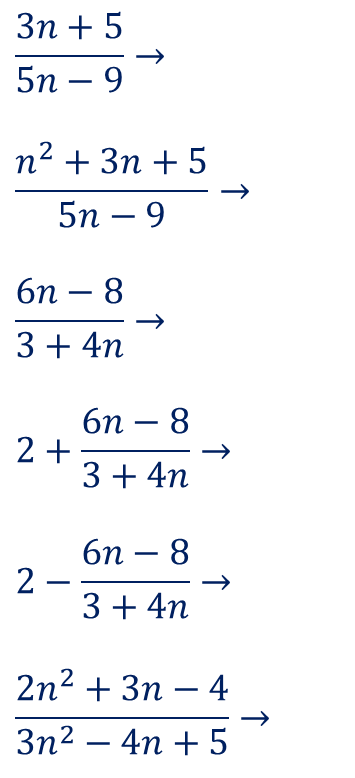 (3n + 5)/(5n − 9) →
(n² + 3n + 5)/(5n − 9) →
(6n − 8)/(3 + 4n) →
2 + (6n − 8)/(3 + 4n) →
2 − (6n − 8)/(3 + 4n) →
(2n² + 3n − 4)/(3n² − 4n + 5) →